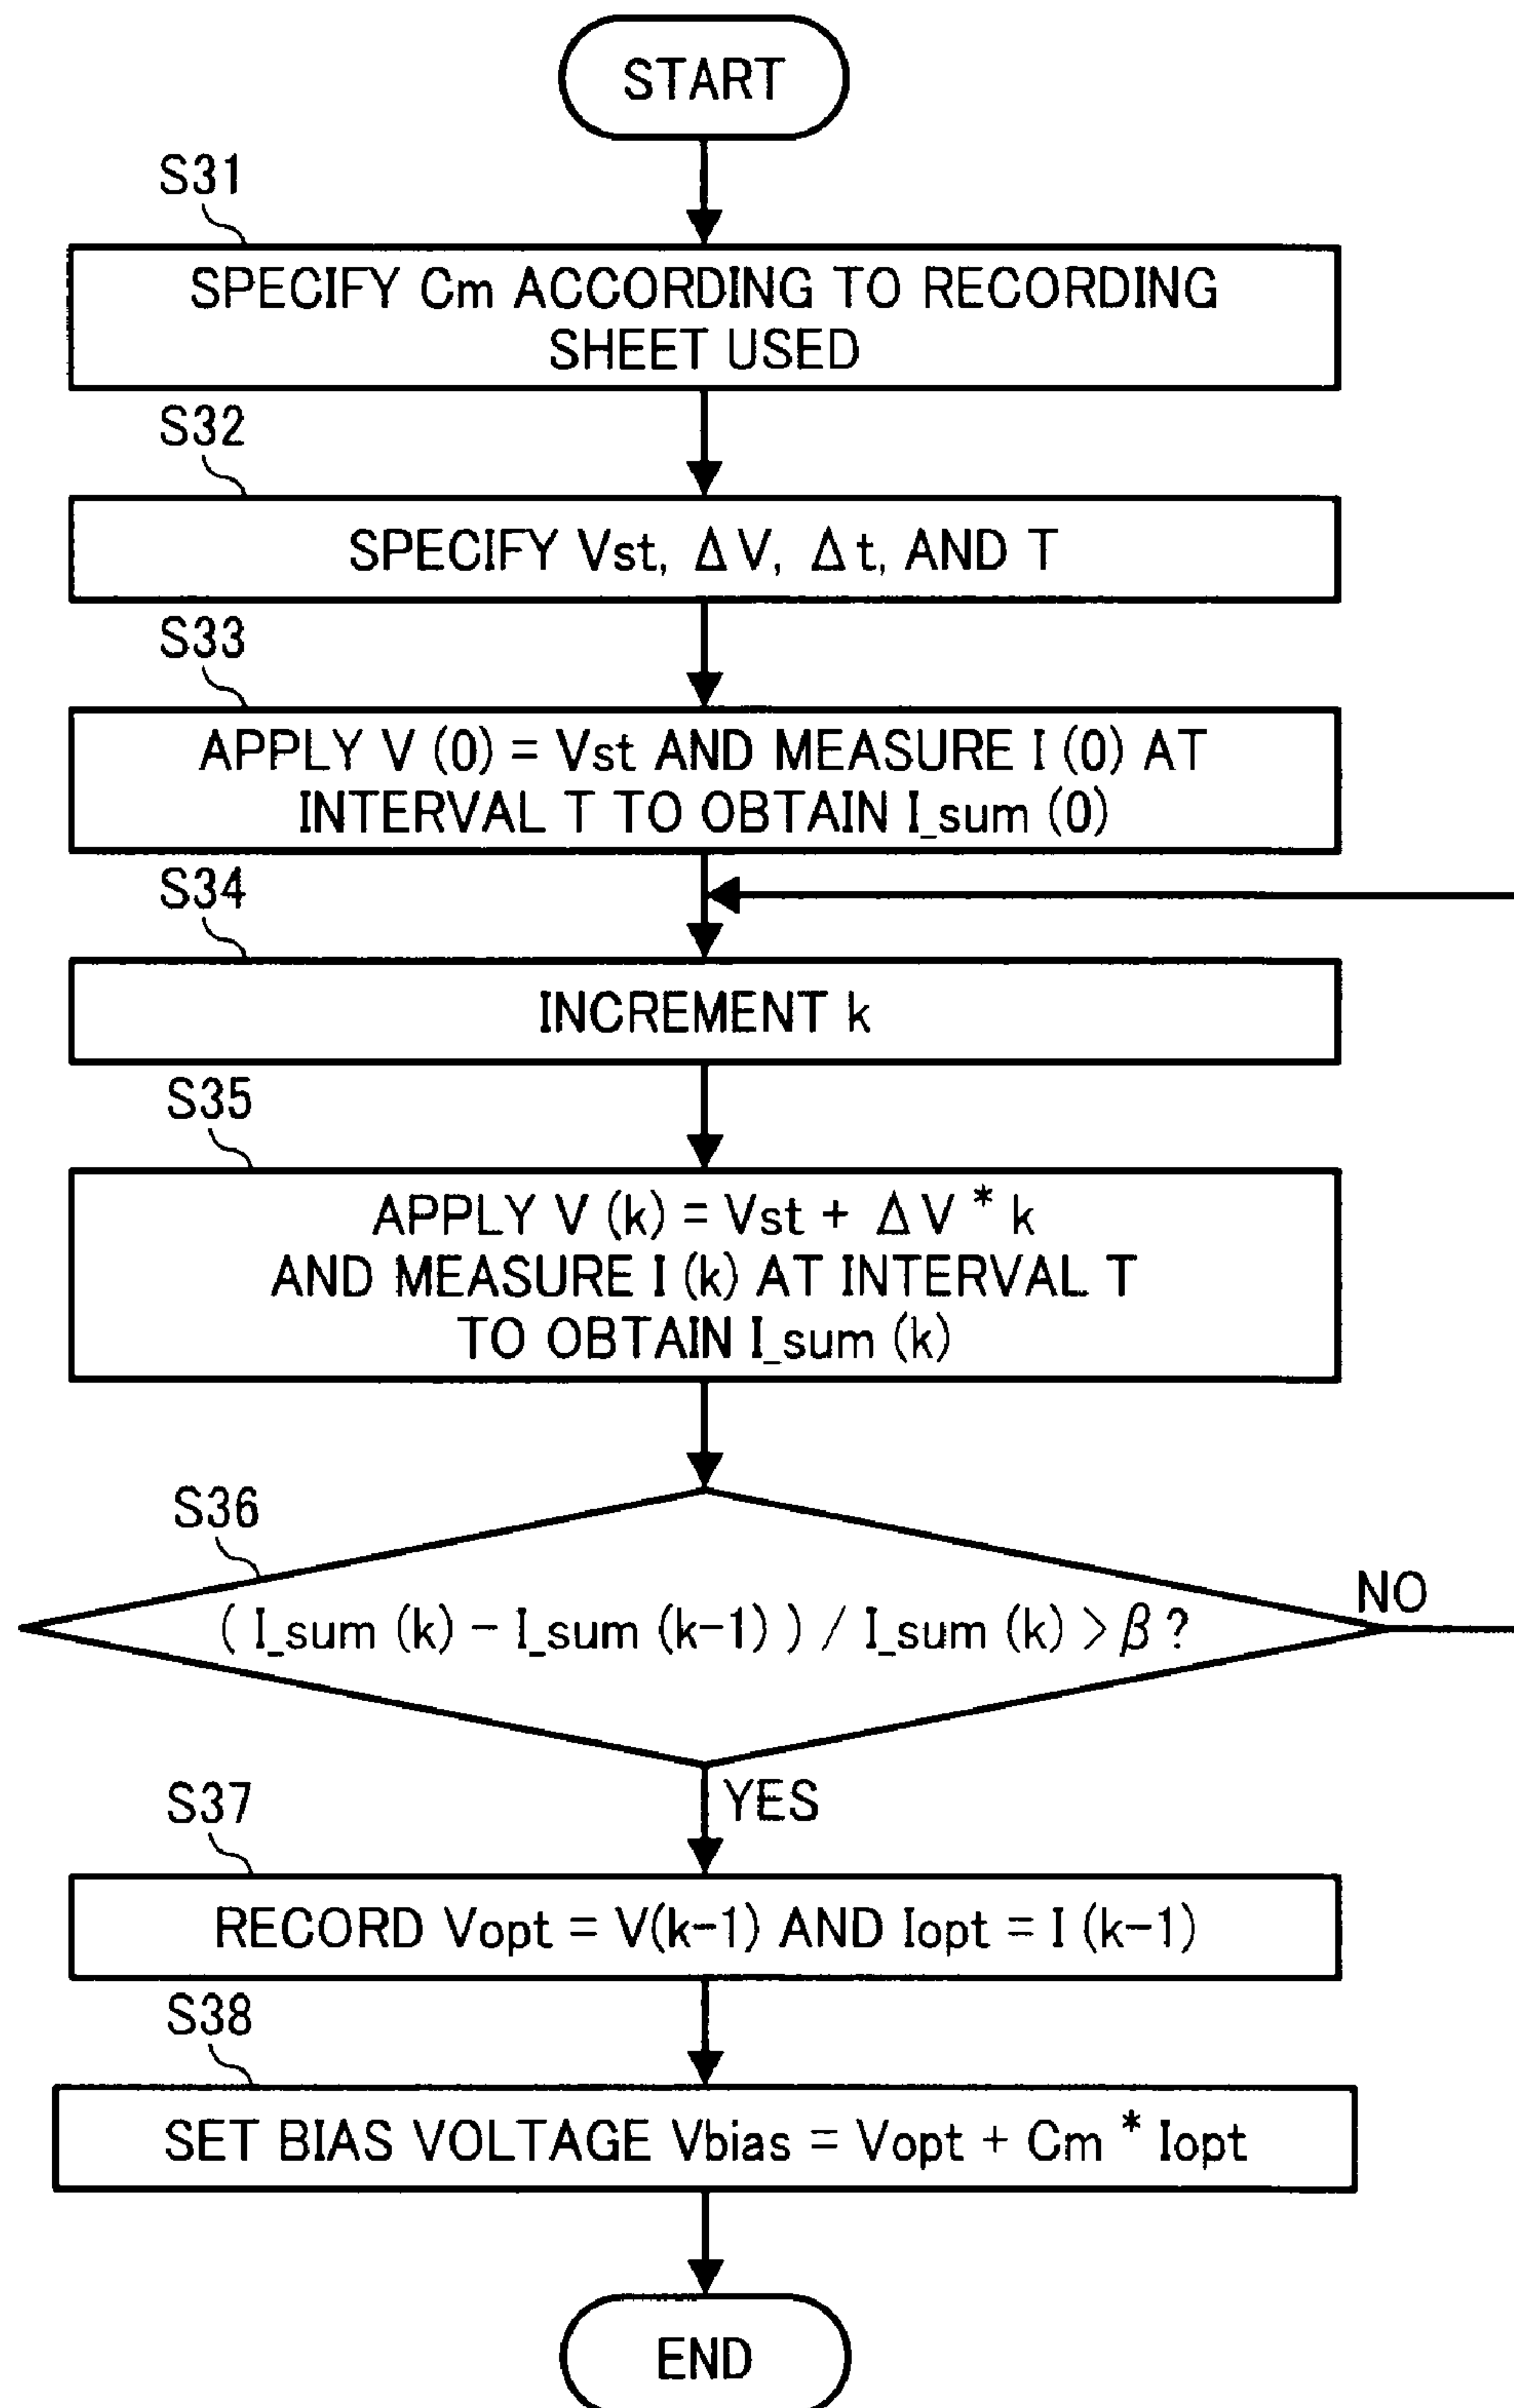 START
S31
SPECIFY Cm ACCORDING TO RECORDING
SHEET USED
S32
SPECIFY Vst, ΔV, Δt, AND T
S33
APPLY V (0) = Vst AND MEASURE I (0) AT
INTERVAL T TO OBTAIN I_sum (0)
S34
INCREMENT k
S35
APPLY V (k) = Vst + ΔV * k
AND MEASURE I (k) AT INTERVAL T
TO OBTAIN I_sum (k)
S36
( I_sum (k) - I_sum (k-1) ) / I_sum (k) > β ?
NO
YES
S37
RECORD Vopt = V(k-1) AND Iopt = I (k-1)
S38
SET BIAS VOLTAGE Vbias = Vopt + Cm * Iopt
END